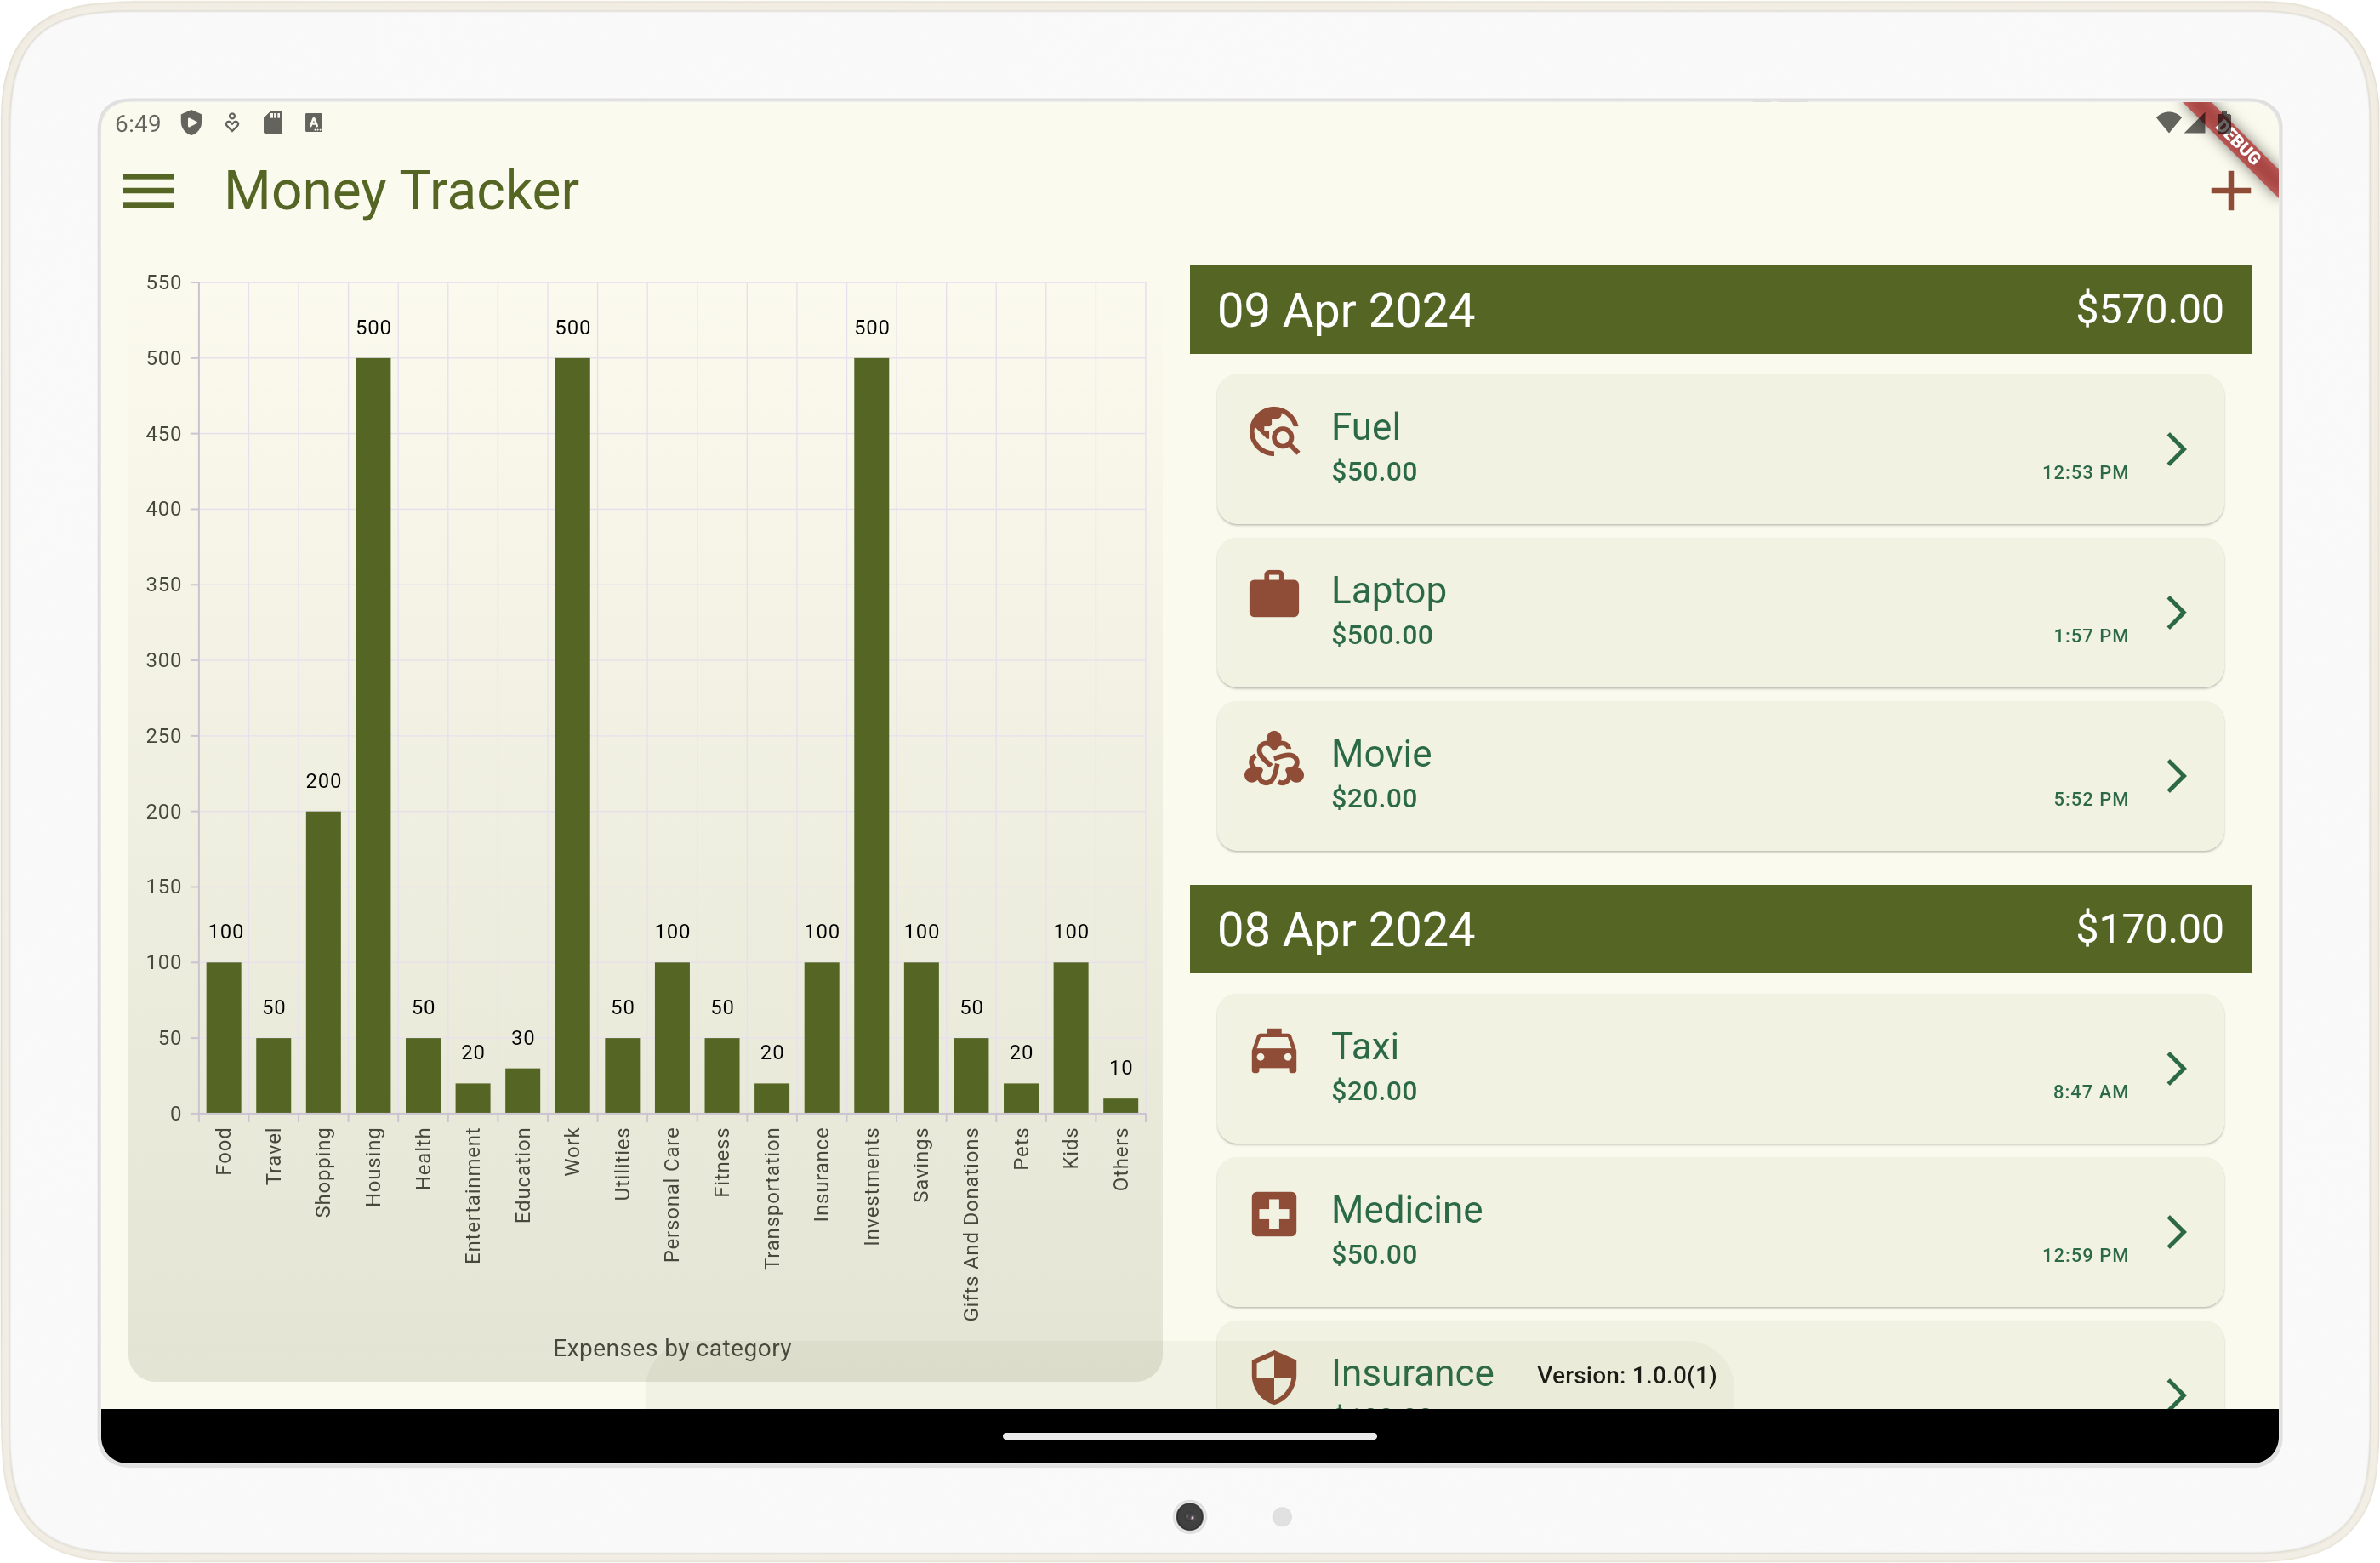 6:49
DEBUG
Money Tracker
550
500
450
400
350
300
250
200
150
100
50
0
100
50
200
500
50
20
30
500
50
100
50
20
100
500
100
50
20
100
10
Food
Travel
Shopping
Housing
Health
Entertainment
Education
Work
Utilities
Personal Care
Fitness
Transportation
Insurance
Investments
Savings
Gifts And Donations
Pets
Kids
Others
Expenses by category
09 Apr 2024 $570.00
Fuel
$50.00 12:53 PM
Laptop
$500.00 1:57 PM
Movie
$20.00 5:52 PM
08 Apr 2024 $170.00
Taxi
$20.00 8:47 AM
Medicine
$50.00 12:59 PM
Insurance
Version: 1.0.0(1)